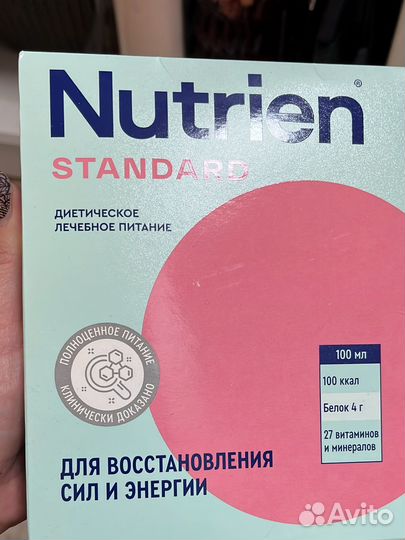 Nutrien®
STANDARD
ДИЕТИЧЕСКОЕ
ЛЕЧЕБНОЕ ПИТАНИЕ
ПОЛНОЦЕННОЕ ПИТАНИЕ
КЛИНИЧЕСКИ ДОКАЗАНО
100 мл
100 ккал
Белок 4 г
27 витаминов
и минералов
ДЛЯ ВОССТАНОВЛЕНИЯ
СИЛ И ЭНЕРГИИ
Avito